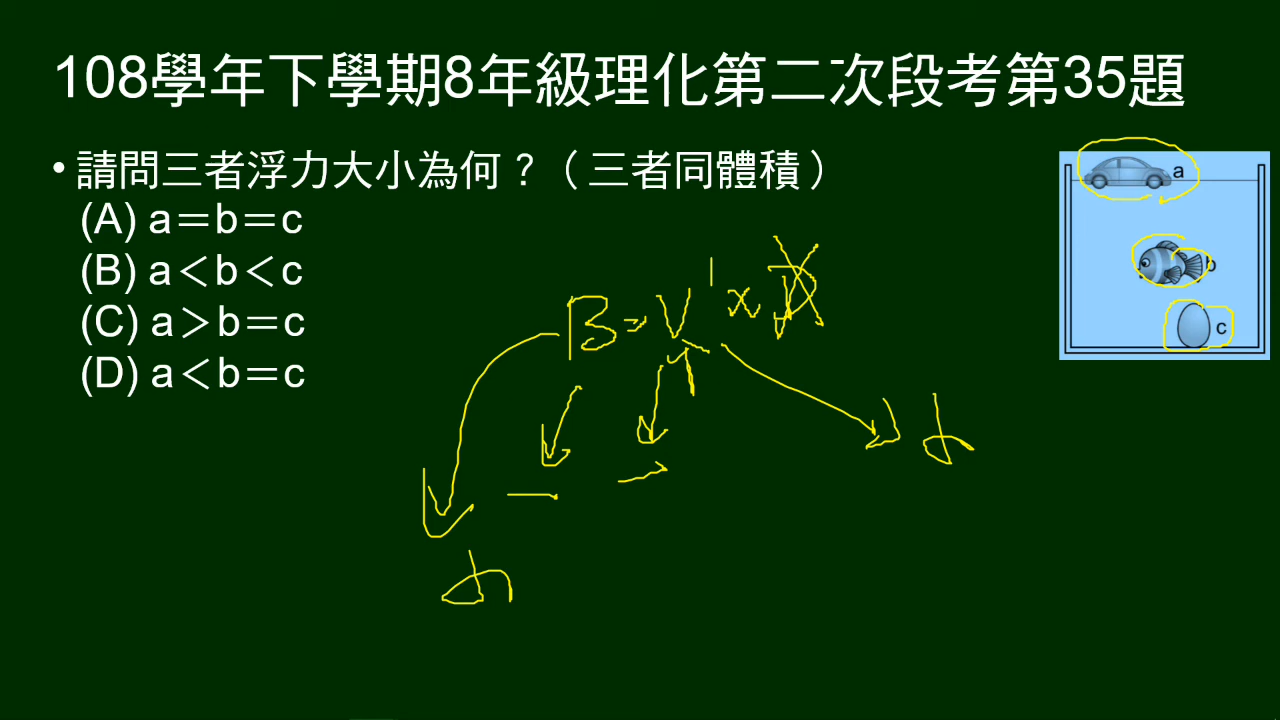 108學年下學期8年級理化第二次段考第35題
•請問三者浮力大小為何？（三者同體積）
(A) a＝b＝c
(B) a＜b＜c
(C) a＞b＝c
(D) a＜b＝c
a
b
c
B=V
x D